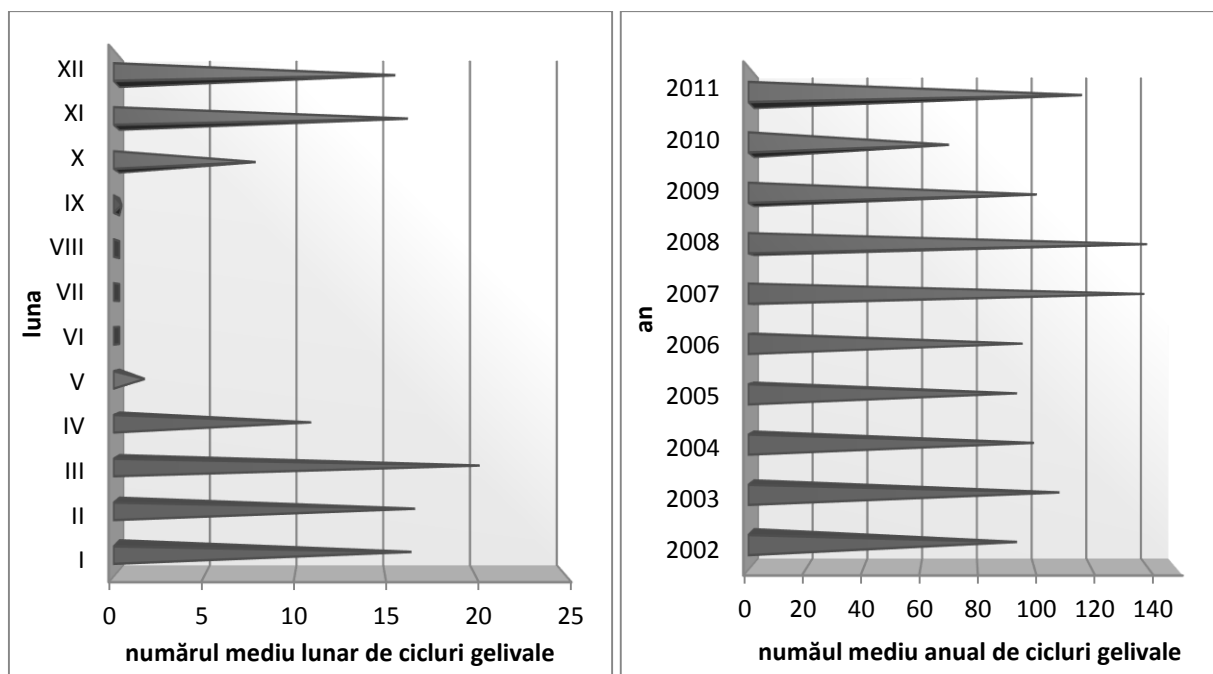 XII
XI
X
IX
VIII
VII
VI
V
IV
III
II
I
luna
0 5 10 15 20 25
numărul mediu lunar de cicluri gelivale
2011
2010
2009
2008
2007
2006
2005
2004
2003
2002
an
0 20 40 60 80 100 120 140
număul mediu anual de cicluri gelivale